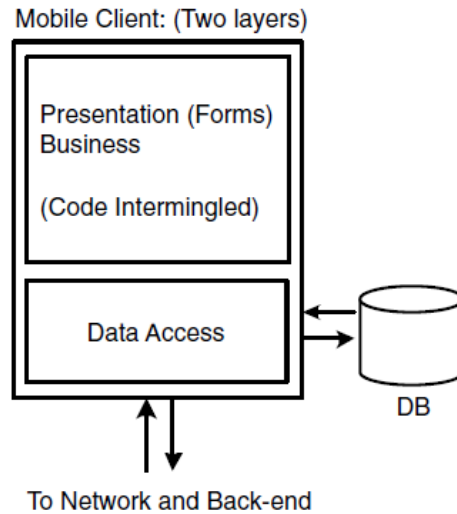 Mobile Client: (Two layers)
Presentation (Forms)
Business
(Code Intermingled)
Data Access
DB
To Network and Back-end